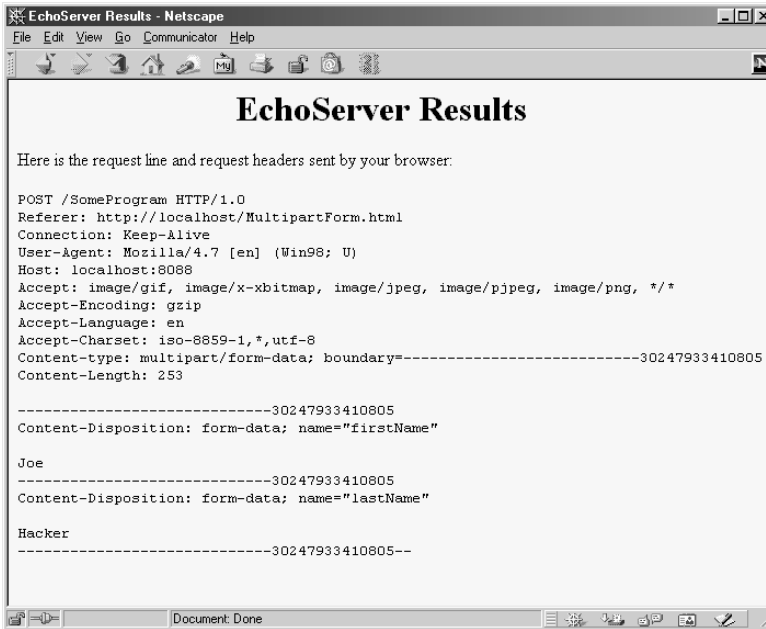 EchoServer Results - Netscape
File Edit View Go Communicator Help
My
N
EchoServer Results
Here is the request line and request headers sent by your browser:
POST /SomeProgram HTTP/1.0
Referer: http://localhost/MultipartForm.html
Connection: Keep-Alive
User-Agent: Mozilla/4.7 [en] (Win98; U)
Host: localhost:8088
Accept: image/gif, image/x-xbitmap, image/jpeg, image/pjpeg, image/png, */*
Accept-Encoding: gzip
Accept-Language: en
Accept-Charset: iso-8859-1,*,utf-8
Content-type: multipart/form-data; boundary=---------------------------30247933410805
Content-Length: 253
-----------------------------30247933410805
Content-Disposition: form-data; name="firstName"
Joe
-----------------------------30247933410805
Content-Disposition: form-data; name="lastName"
Hacker
-----------------------------30247933410805--
Document: Done